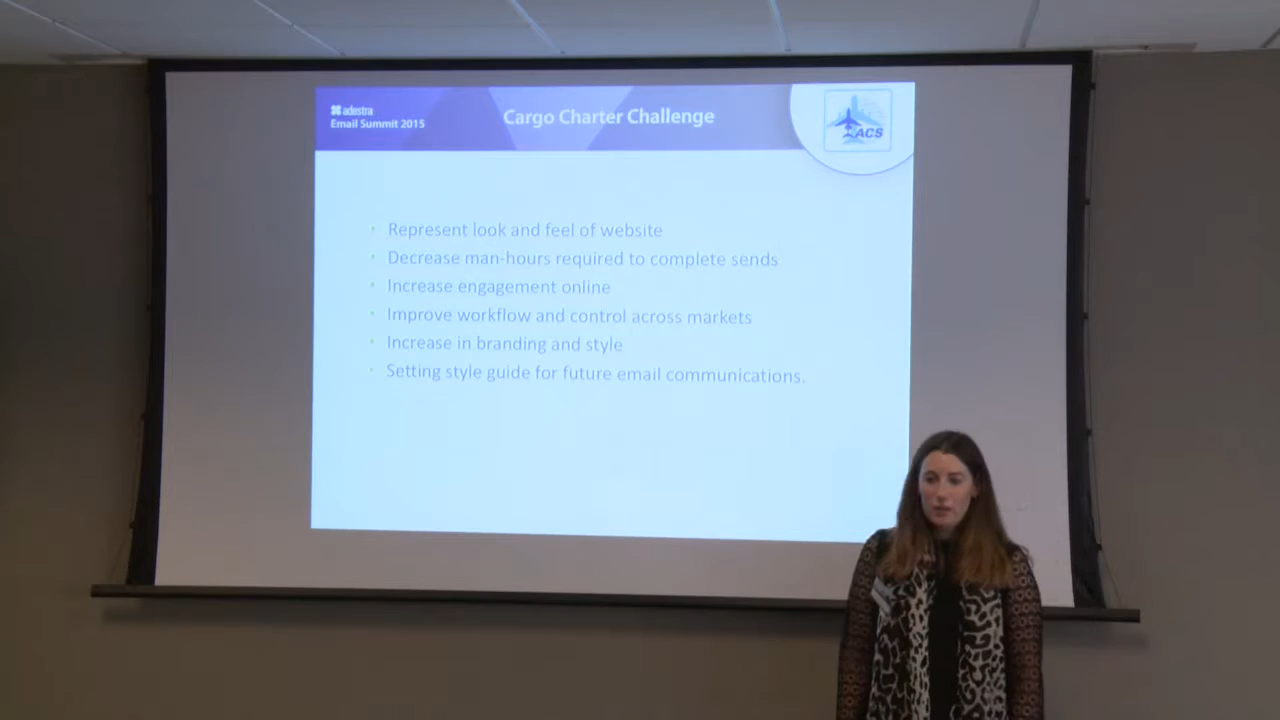 adestra
Email Summit 2015
Cargo Charter Challenge
ACS
Represent look and feel of website
Decrease man-hours required to complete sends
Increase engagement online
Improve workflow and control across markets
Increase in branding and style
Setting style guide for future email communications.